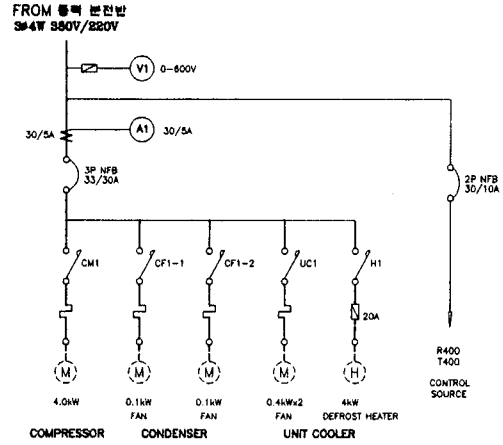 FROM 동력 분전반
3ø4W 380V/220V
V1 0-600V
30/5A A1 30/5A
3P NFB
33/30A
2P NFB
30/10A
CM1 CF1-1 CF1-2 UC1 H1
20A
R400
T400
CONTROL
SOURCE
M M M M H
4.0kW 0.1kW 0.1kW 0.4kWx2 4kW
FAN FAN FAN DEFROST HEATER
COMPRESSOR CONDENSER UNIT COOLER